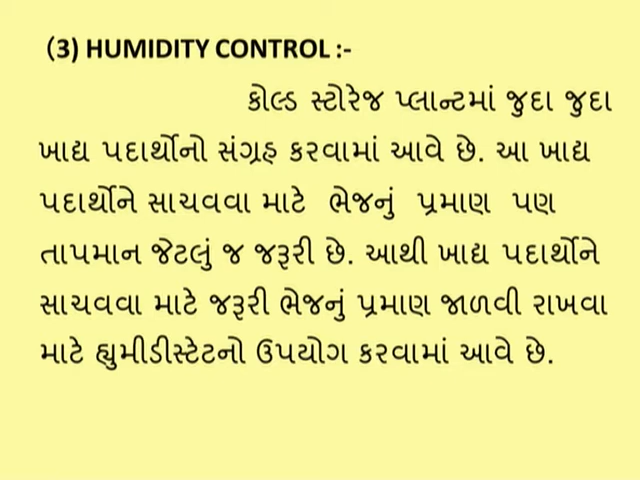 (3) HUMIDITY CONTROL :-
કોલ્ડ સ્ટોરેજ પ્લાન્ટમાં જુદા જુદા
ખાદ્ય પદાર્થોનો સંગ્રહ કરવામાં આવે છે. આ ખાદ્ય
પદાર્થોને સાચવવા માટે ભેજનું પ્રમાણ પણ
તાપમાન જેટલું જ જરૂરી છે. આથી ખાદ્ય પદાર્થોને
સાચવવા માટે જરૂરી ભેજનું પ્રમાણ જાળવી રાખવા
માટે હ્યુમીડીસ્ટેટનો ઉપયોગ કરવામાં આવે છે.